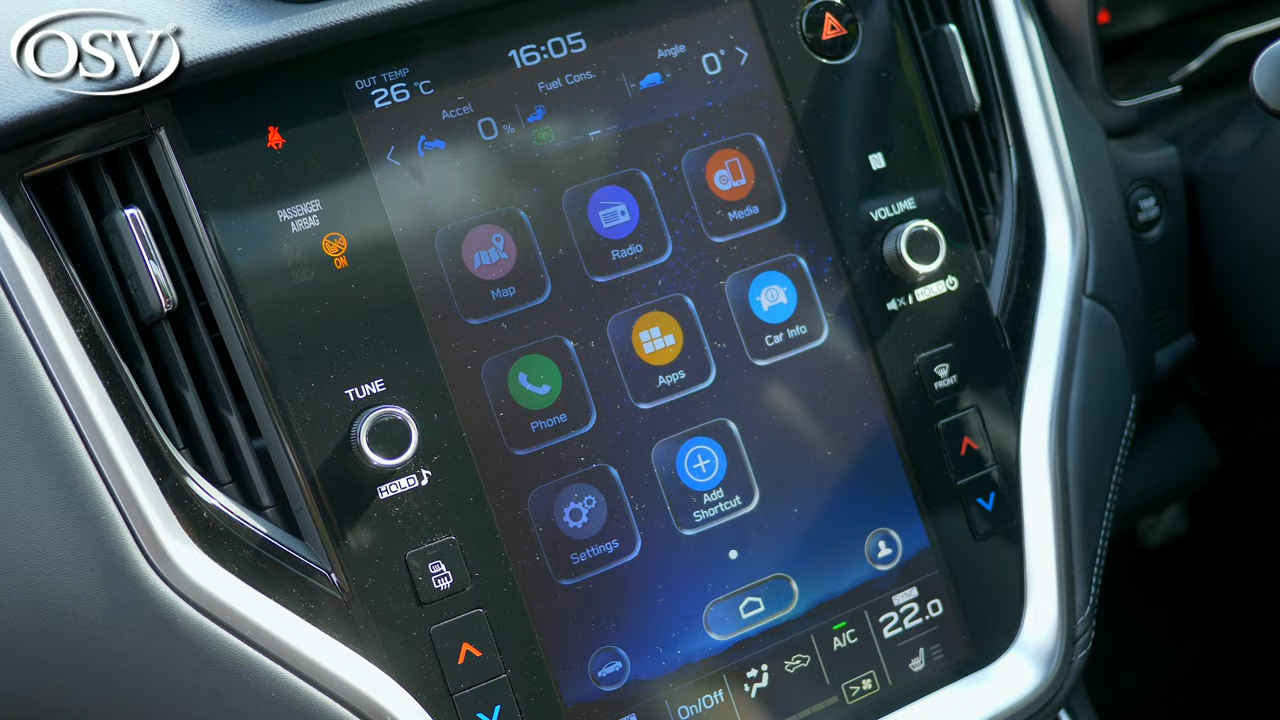 OSV
16:05
OUT TEMP
26 °C
Accel
0 %
Fuel Cons.
Angle
0°
PASSENGER
AIRBAG
ON
Map
Radio
Media
VOLUME
HOLD
Phone
Apps
Car Info
TUNE
HOLD
FRONT
Settings
Add
Shortcut
On/Off
A/C
SYNC
22.0